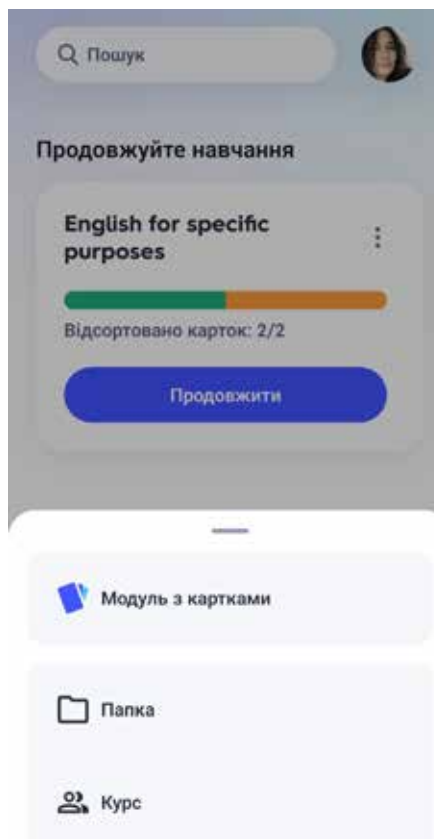 Пошук
Продовжуйте навчання
English for specific
purposes
Відсортовано карток: 2/2
Продовжити
Модуль з картками
Папка
Курс